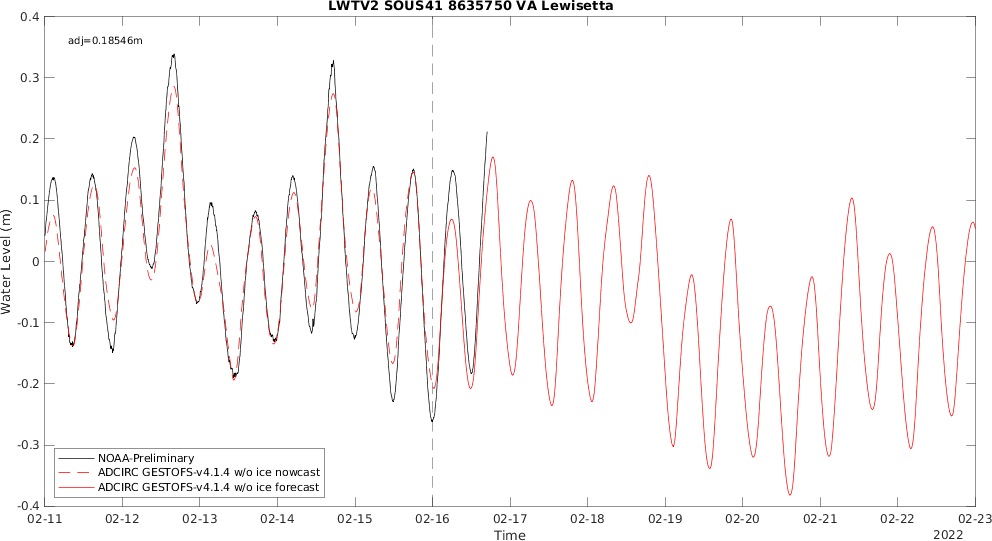 LWTV2 SOUS41 8635750 VA Lewisetta
adj=0.18546m
0.4
0.3
0.2
0.1
0
-0.1
-0.2
-0.3
-0.4
Water Level (m)
NOAA-Preliminary
ADCIRC GESTOFS-v4.1.4 w/o ice nowcast
ADCIRC GESTOFS-v4.1.4 w/o ice forecast
02-11 02-12 02-13 02-14 02-15 02-16 02-17 02-18 02-19 02-20 02-21 02-22 02-23
Time
2022